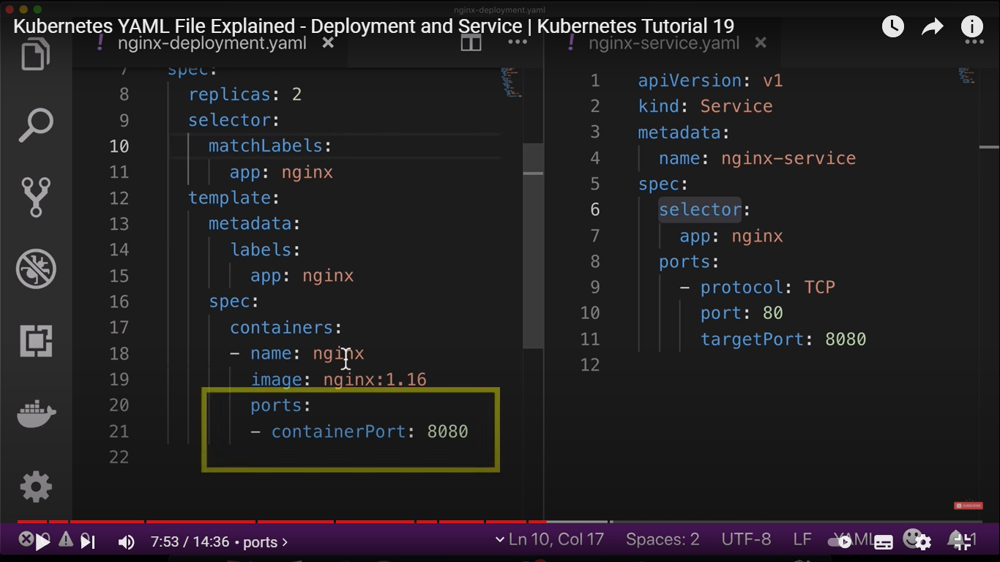 nginx-deployment.yaml
Kubernetes YAML File Explained - Deployment and Service | Kubernetes Tutorial 19
! nginx-deployment.yaml ×
7 spec:
8 replicas: 2
9 selector:
10 matchLabels:
11 app: nginx
12 template:
13 metadata:
14 labels:
15 app: nginx
16 spec:
17 containers:
18 - name: nginx
19 image: nginx:1.16
20 ports:
21 - containerPort: 8080
22
! nginx-service.yaml ×
1 apiVersion: v1
2 kind: Service
3 metadata:
4 name: nginx-service
5 spec:
6 selector:
7 app: nginx
8 ports:
9 - protocol: TCP
10 port: 80
11 targetPort: 8080
12
SUBSCRIBE
7:53 / 14:36 • ports ›
Ln 10, Col 17 Spaces: 2 UTF-8 LF YAML 1